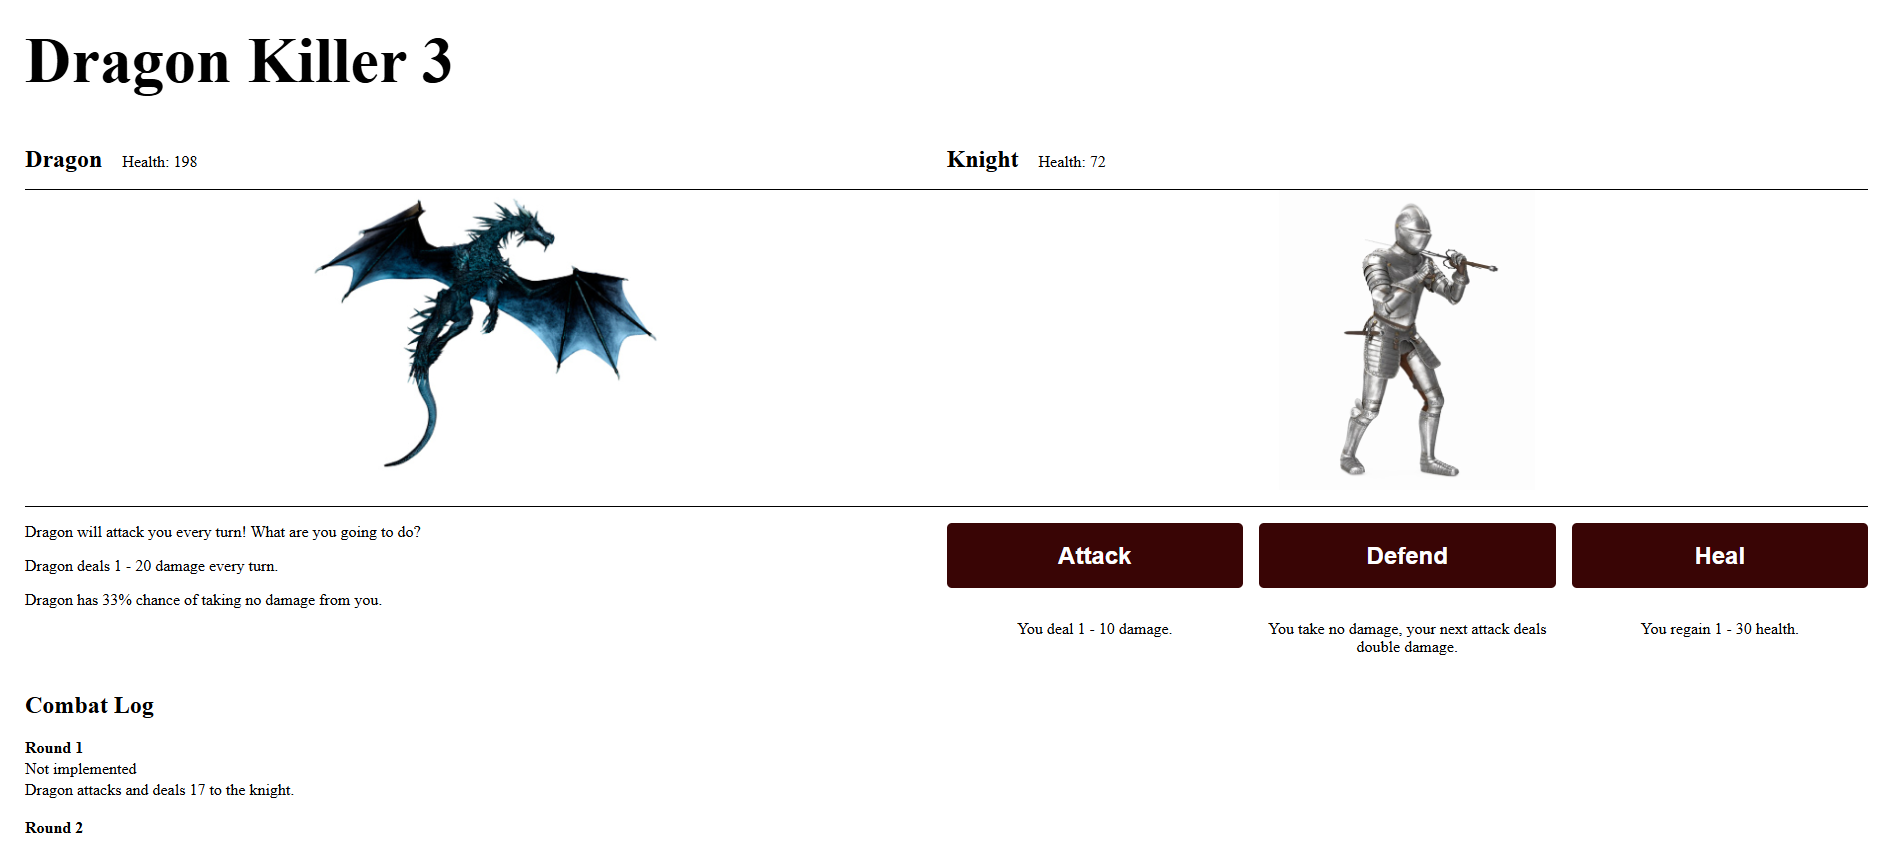 Dragon Killer 3
Dragon Health: 198
Knight Health: 72
Dragon will attack you every turn! What are you going to do?
Dragon deals 1 - 20 damage every turn.
Dragon has 33% chance of taking no damage from you.
Attack
Defend
Heal
You deal 1 - 10 damage.
You take no damage, your next attack deals
double damage.
You regain 1 - 30 health.
Combat Log
Round 1
Not implemented
Dragon attacks and deals 17 to the knight.
Round 2